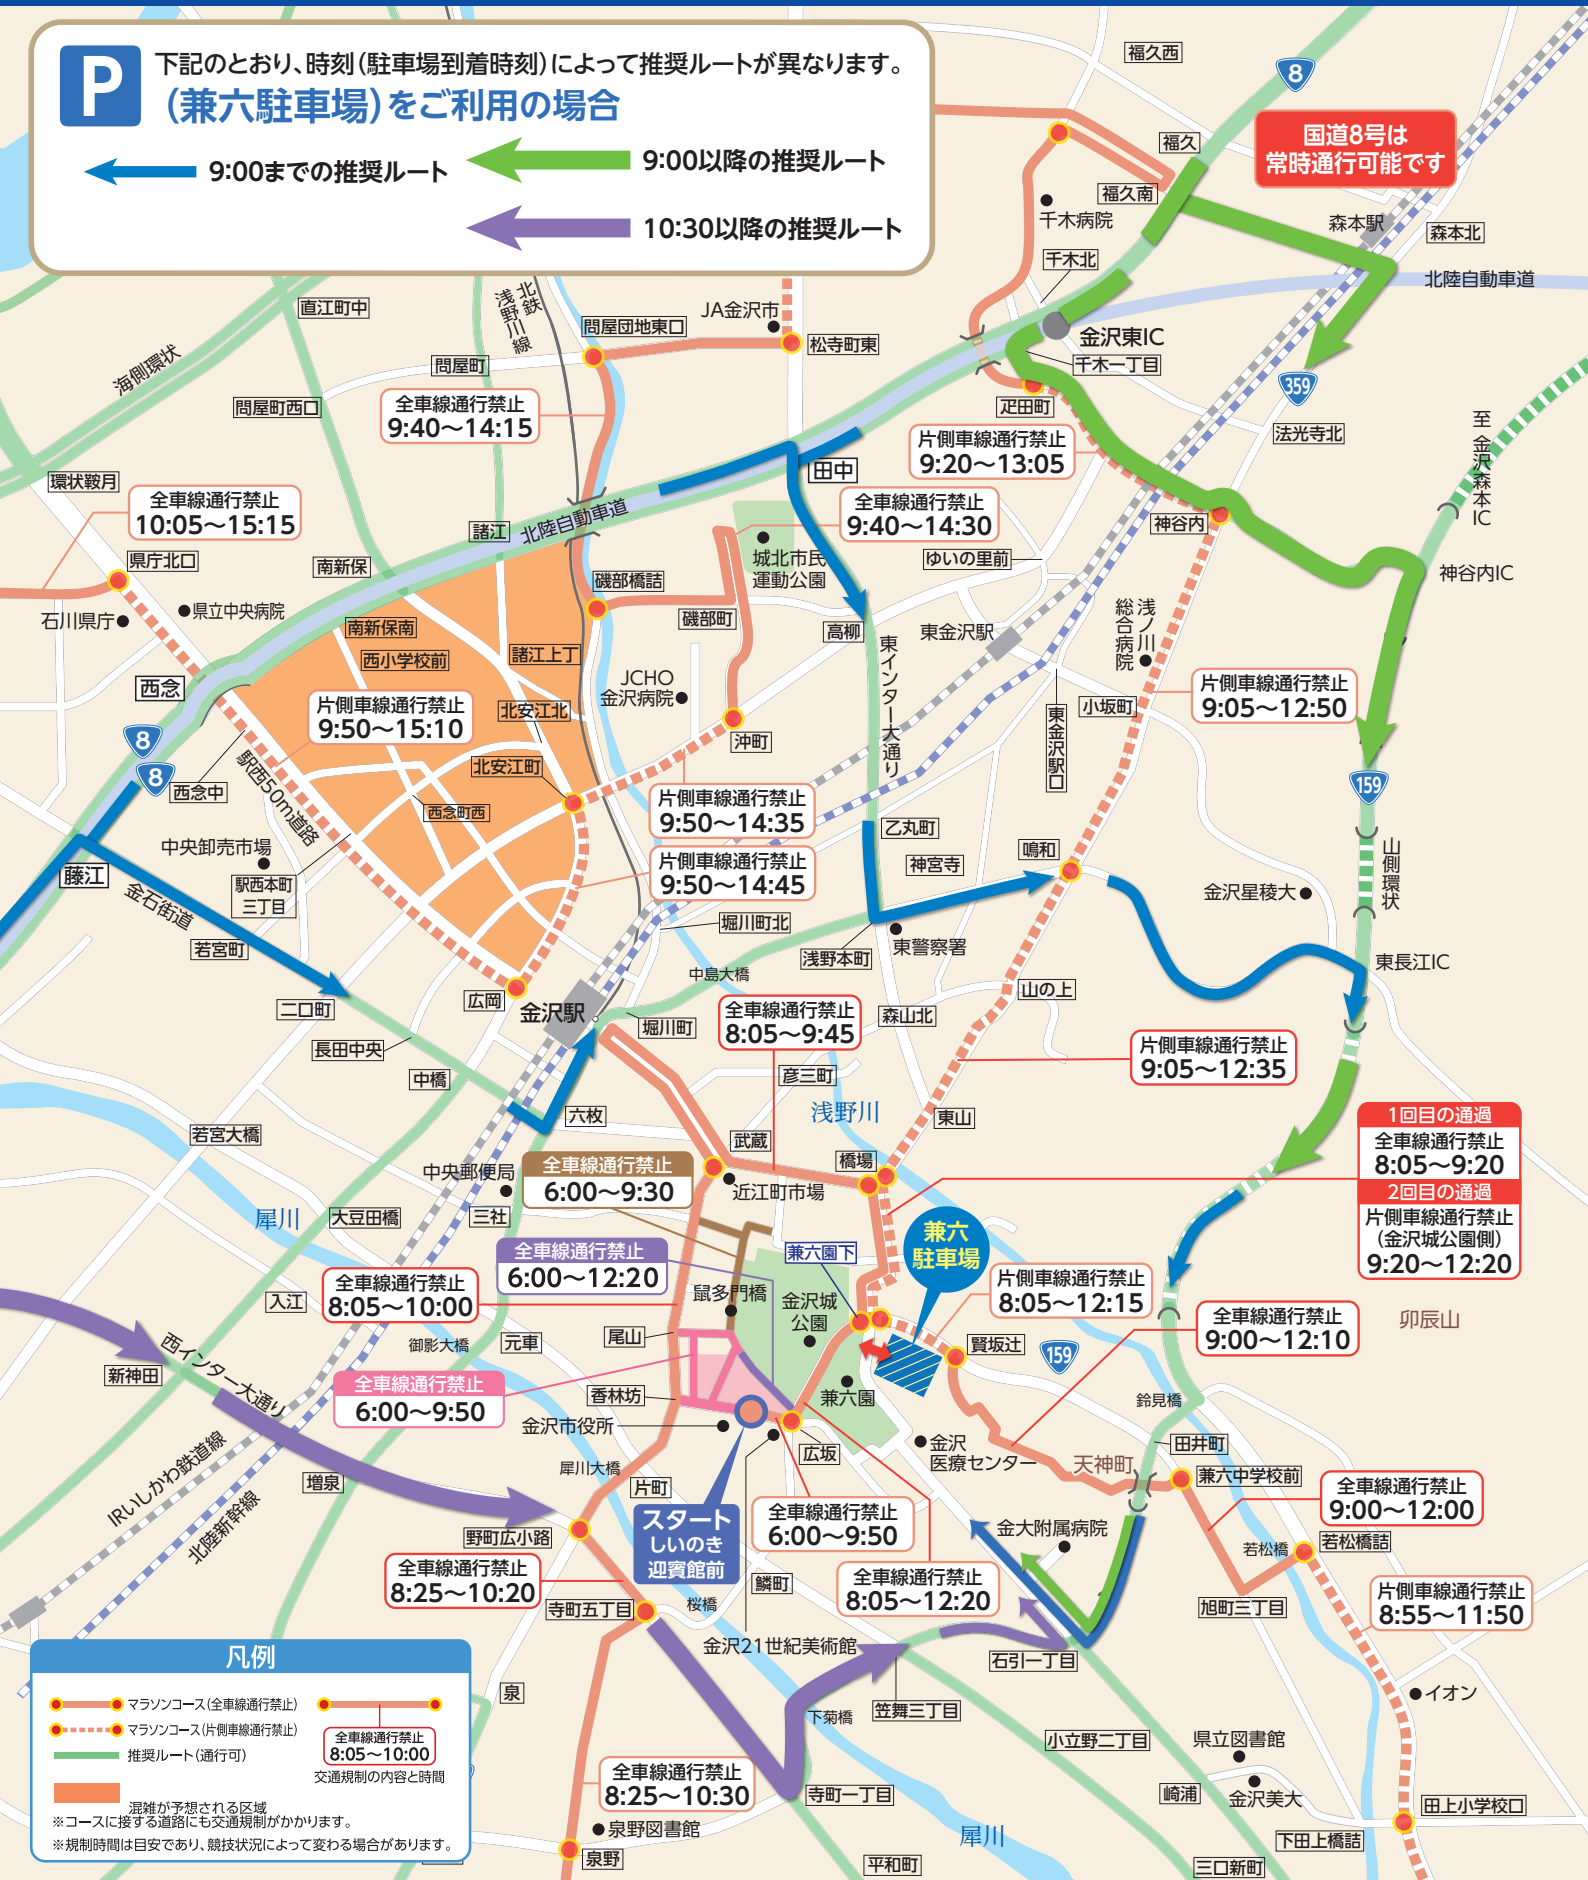 P
下記のとおり、時刻（駐車場到着時刻）によって推奨ルートが異なります。
（兼六駐車場）をご利用の場合
9:00までの推奨ルート
9:00以降の推奨ルート
10:30以降の推奨ルート
福久西
8
国道8号は
常時通行可能です
福久
福久南
千木病院
森本駅
森本北
千木北
北陸自動車道
直江町中
北鉄
浅野川線
JA金沢市
問屋団地東口
松寺町東
金沢東IC
千木一丁目
海側環状
問屋町
問屋町西口
359
疋田町
全車線通行禁止
9:40〜14:15
片側車線通行禁止
9:20〜13:05
法光寺北
至 金沢森本IC
田中
環状鞍月
全車線通行禁止
10:05〜15:15
全車線通行禁止
9:40〜14:30
諸江
北陸自動車道
神谷内
県庁北口
南新保
城北市民
運動公園
ゆいの里前
神谷内IC
磯部橋詰
石川県庁
県立中央病院
磯部町
高柳
東金沢駅
浅ノ川
総合病院
南新保南
西小学校前
諸江上丁
東インター大通り
JCHO
金沢病院
西念
片側車線通行禁止
9:50〜15:10
北安江北
小坂町
片側車線通行禁止
9:05〜12:50
東金沢駅口
8
8
沖町
駅西50m道路
西念中
北安江町
西念町西
159
片側車線通行禁止
9:50〜14:35
乙丸町
中央卸売市場
藤江
神宮寺
鳴和
山側環状
片側車線通行禁止
9:50〜14:45
駅西本町
三丁目
金石街道
金沢星稜大
若宮町
堀川町北
東警察署
浅野本町
中島大橋
東長江IC
広岡
二口町
金沢駅
山の上
全車線通行禁止
8:05〜9:45
堀川町
森山北
長田中央
片側車線通行禁止
9:05〜12:35
中橋
彦三町
六枚
浅野川
東山
若宮大橋
武蔵
橋場
1回目の通過
全車線通行禁止
8:05〜9:20
2回目の通過
片側車線通行禁止
（金沢城公園側）
9:20〜12:20
中央郵便局
全車線通行禁止
6:00〜9:30
近江町市場
犀川
大豆田橋
三社
兼六
駐車場
兼六園下
全車線通行禁止
6:00〜12:20
全車線通行禁止
8:05〜10:00
片側車線通行禁止
8:05〜12:15
鼠多門橋
金沢城
公園
入江
全車線通行禁止
9:00〜12:10
卯辰山
西インター大通り
御影大橋
元車
尾山
賢坂辻
159
新神田
全車線通行禁止
6:00〜9:50
香林坊
兼六園
鈴見橋
金沢市役所
広坂
金沢
医療センター
田井町
IRいしかわ鉄道線
天神町
兼六中学校前
犀川大橋
増泉
片町
全車線通行禁止
9:00〜12:00
北陸新幹線
スタート
しいのき
迎賓館前
全車線通行禁止
6:00〜9:50
野町広小路
金大附属病院
若松橋
若松橋詰
全車線通行禁止
8:25〜10:20
鱗町
全車線通行禁止
8:05〜12:20
片側車線通行禁止
8:55〜11:50
寺町五丁目
桜橋
旭町三丁目
金沢21世紀美術館
石引一丁目
凡例
マラソンコース（全車線通行禁止）
マラソンコース（片側車線通行禁止）
推奨ルート（通行可）
混雑が予想される区域
全車線通行禁止
8:05〜10:00
交通規制の内容と時間
※コースに接する道路にも交通規制がかかります。
※規制時間は目安であり、競技状況によって変わる場合があります。
泉
笠舞三丁目
下菊橋
イオン
小立野二丁目
県立図書館
全車線通行禁止
8:25〜10:30
寺町一丁目
崎浦
金沢美大
田上小学校口
泉野図書館
犀川
下田上橋詰
泉野
平和町
三口新町